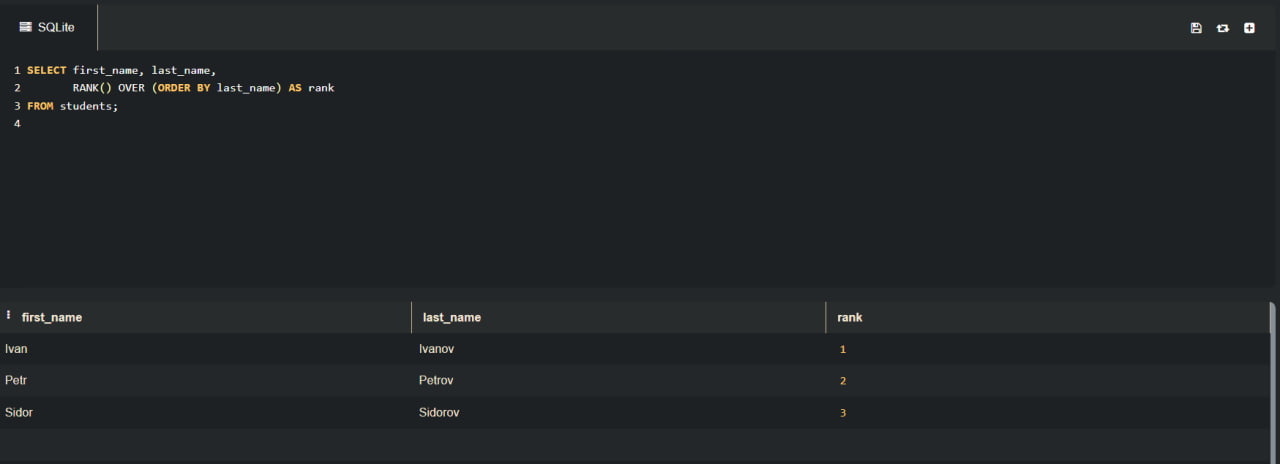 SQLite
1 SELECT first_name, last_name,
2        RANK() OVER (ORDER BY last_name) AS rank
3 FROM students;
4
first_name last_name rank
Ivan Ivanov 1
Petr Petrov 2
Sidor Sidorov 3